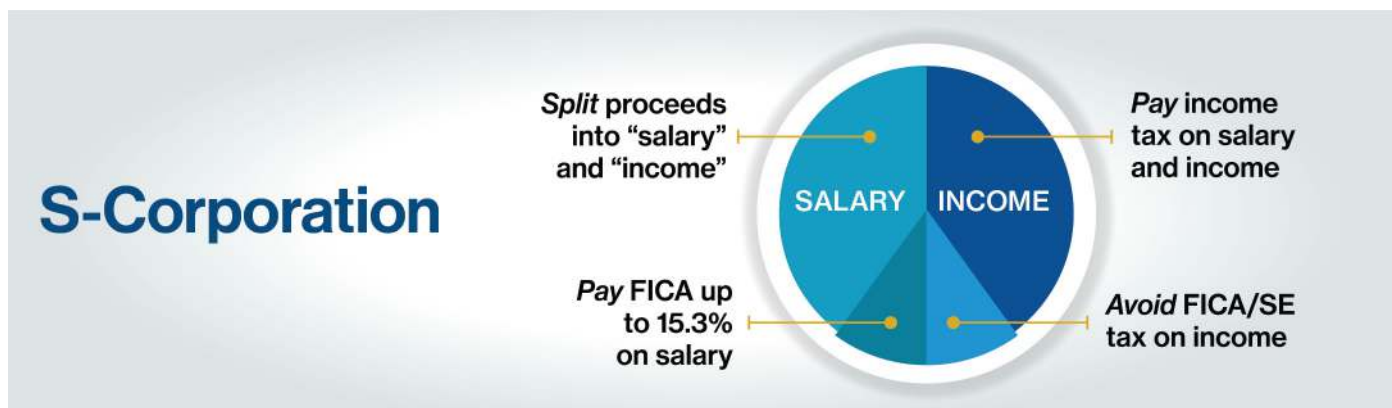 S-Corporation
Split proceeds
into “salary”
and “income”
Pay FICA up
to 15.3%
on salary
SALARY
INCOME
Pay income
tax on salary
and income
Avoid FICA/SE
tax on income